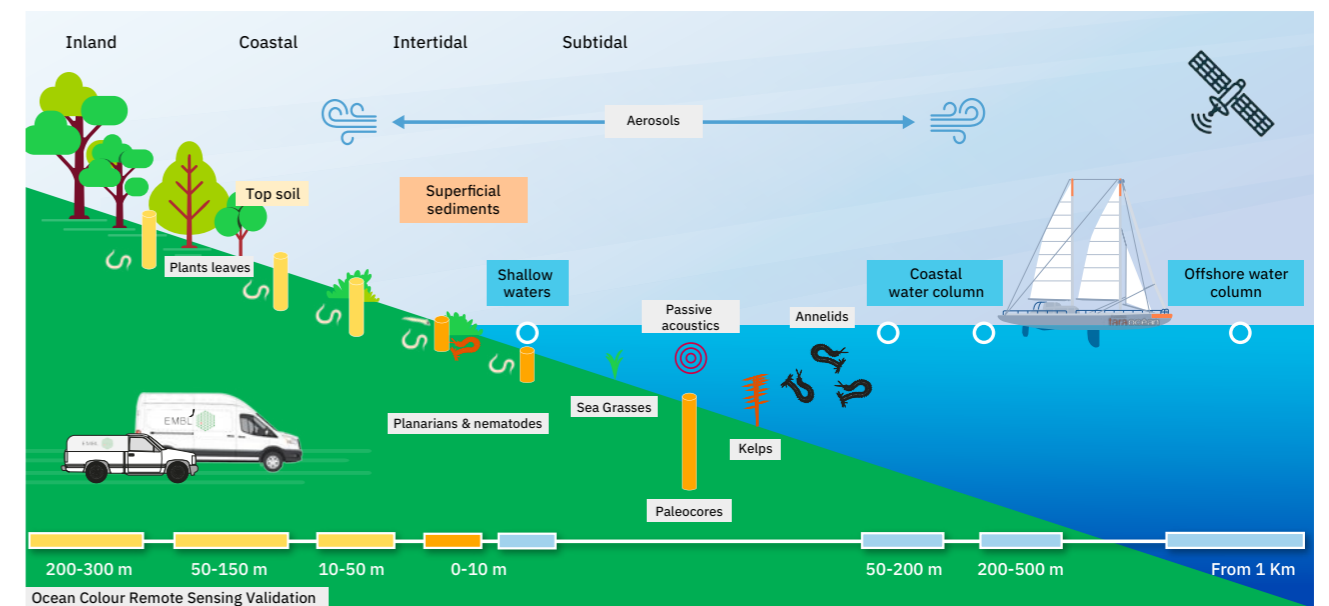 Inland
Coastal
Intertidal
Subtidal
Aerosols
Top soil
Superficial
sediments
Plants leaves
Shallow
waters
Passive
acoustics
Annelids
Coastal
water column
Offshore water
column
tara
Sea Grasses
Planarians & nematodes
EMBL
EMBL
Kelps
Paleocores
200-300 m
50-150 m
10-50 m
0-10 m
50-200 m
200-500 m
From 1 Km
Ocean Colour Remote Sensing Validation